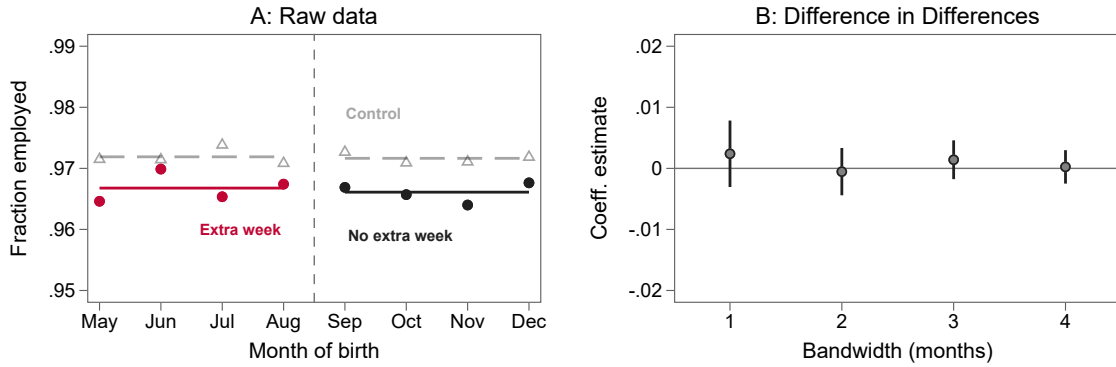 A: Raw data
Fraction employed
.99
.98
.97
.96
.95
Control
Extra week
No extra week
May Jun Jul Aug Sep Oct Nov Dec
Month of birth
B: Difference in Differences
Coeff. estimate
.02
.01
0
-.01
-.02
1 2 3 4
Bandwidth (months)